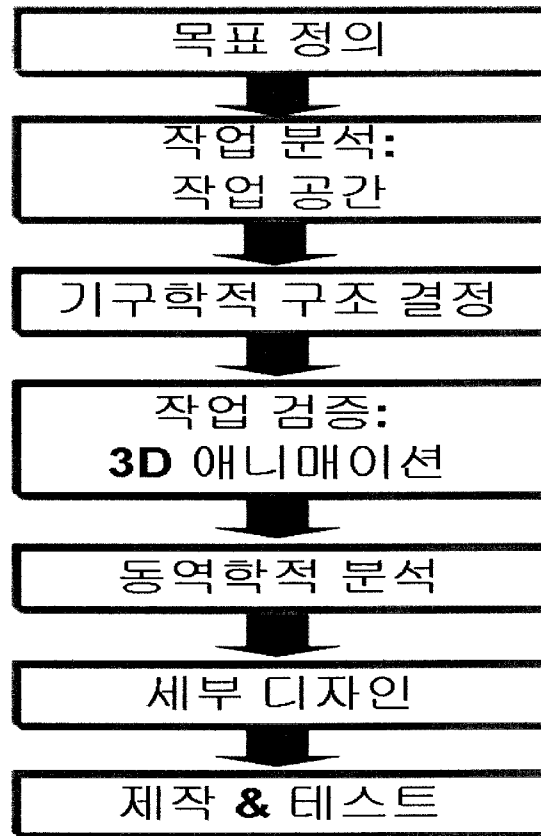 목표 정의
작업 분석:
작업 공간
기구학적 구조 결정
작업 검증:
3D 애니매이션
동역학적 분석
세부 디자인
제작 & 테스트